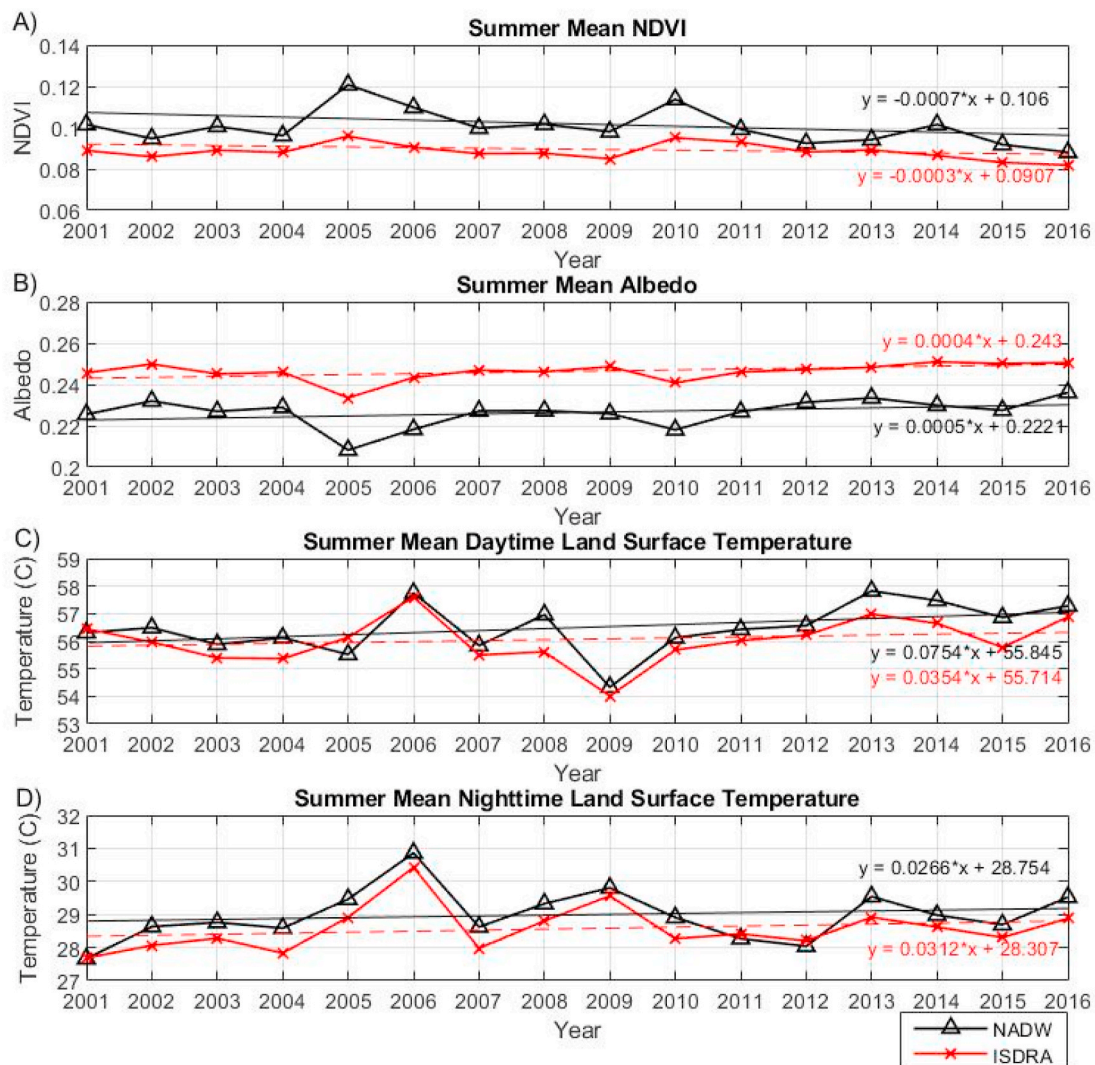 A)
Summer Mean NDVI
0.14
0.12
0.1
0.08
0.06
NDVI
y = -0.0007*x + 0.106
y = -0.0003*x + 0.0907
2001 2002 2003 2004 2005 2006 2007 2008 2009 2010 2011 2012 2013 2014 2015 2016
Year
B)
Summer Mean Albedo
0.28
0.26
0.24
0.22
0.2
Albedo
y = 0.0004*x + 0.243
y = 0.0005*x + 0.2221
2001 2002 2003 2004 2005 2006 2007 2008 2009 2010 2011 2012 2013 2014 2015 2016
Year
C)
Summer Mean Daytime Land Surface Temperature
59
58
57
56
55
54
53
Temperature (C)
y = 0.0754*x + 55.845
y = 0.0354*x + 55.714
2001 2002 2003 2004 2005 2006 2007 2008 2009 2010 2011 2012 2013 2014 2015 2016
Year
D)
Summer Mean Nighttime Land Surface Temperature
32
31
30
29
28
27
Temperature (C)
y = 0.0266*x + 28.754
y = 0.0312*x + 28.307
2001 2002 2003 2004 2005 2006 2007 2008 2009 2010 2011 2012 2013 2014 2015 2016
Year
NADW
ISDRA